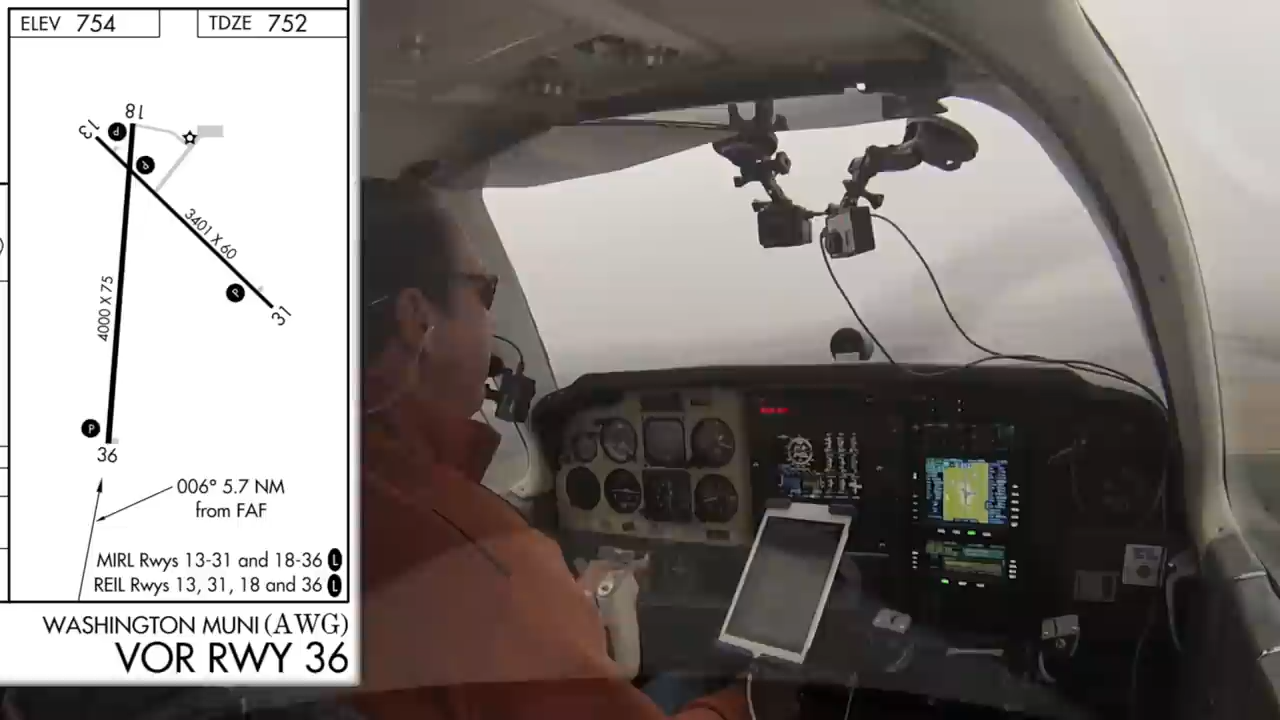 ELEV 754
TDZE 752
18
13
P
P
3401 X 60
4000 X 75
P
31
P
36
006° 5.7 NM
from FAF
MIRL Rwys 13-31 and 18-36 L
REIL Rwys 13, 31, 18 and 36 L
WASHINGTON MUNI (AWG)
VOR RWY 36